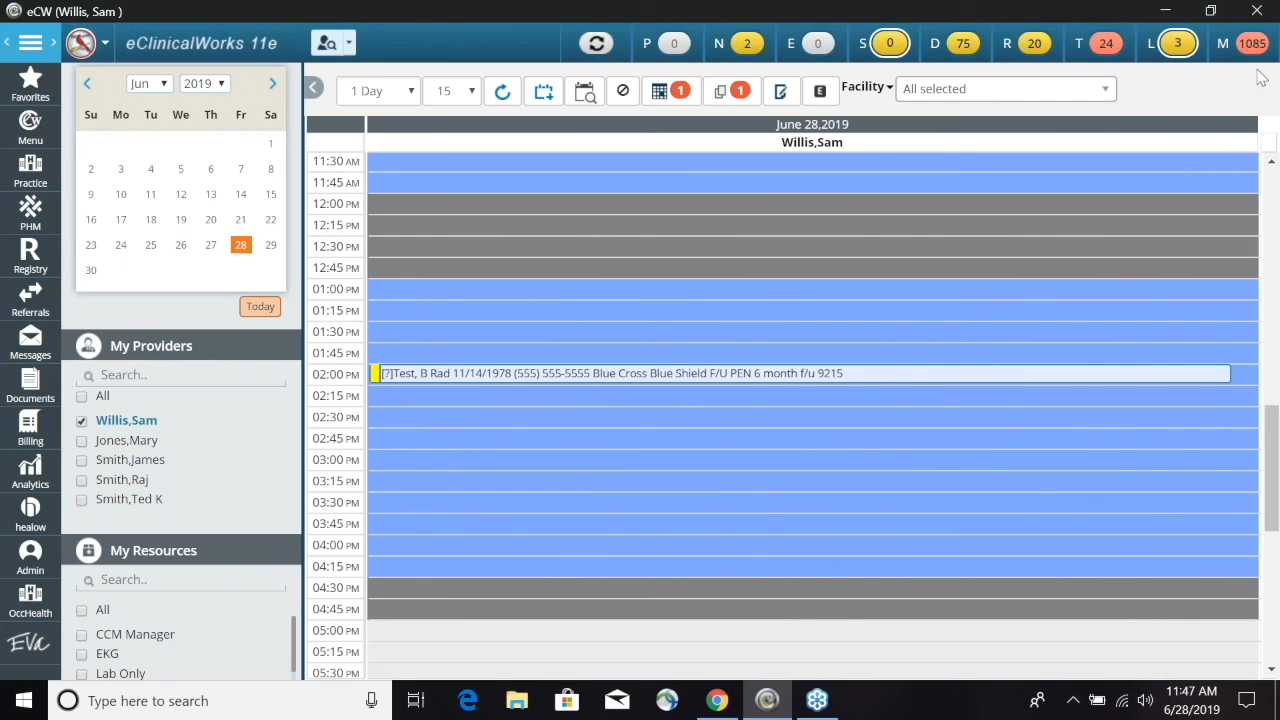 eCW (Willis, Sam )
eClinicalWorks 11e
P 0 N 2 E 0 S 0 D 75 R 20 T 24 L 3 M 1085
Favorites
Menu
Practice
PHM
R
Registry
Referrals
Messages
Documents
Billing
Analytics
healow
Admin
OccHealth
EVA
Jun 2019
Su Mo Tu We Th Fr Sa
1
2 3 4 5 6 7 8
9 10 11 12 13 14 15
16 17 18 19 20 21 22
23 24 25 26 27 28 29
30
Today
My Providers
Search..
All
Willis,Sam
Jones,Mary
Smith,James
Smith,Raj
Smith,Ted K
My Resources
Search..
All
CCM Manager
EKG
Lab Only
1 Day 15 1 1 E Facility All selected
June 28,2019
Willis,Sam
11:30 AM
11:45 AM
12:00 PM
12:15 PM
12:30 PM
12:45 PM
01:00 PM
01:15 PM
01:30 PM
01:45 PM
02:00 PM [?]Test, B Rad 11/14/1978 (555) 555-5555 Blue Cross Blue Shield F/U PEN 6 month f/u 9215
02:15 PM
02:30 PM
02:45 PM
03:00 PM
03:15 PM
03:30 PM
03:45 PM
04:00 PM
04:15 PM
04:30 PM
04:45 PM
05:00 PM
05:15 PM
05:30 PM
Type here to search
11:47 AM
6/28/2019